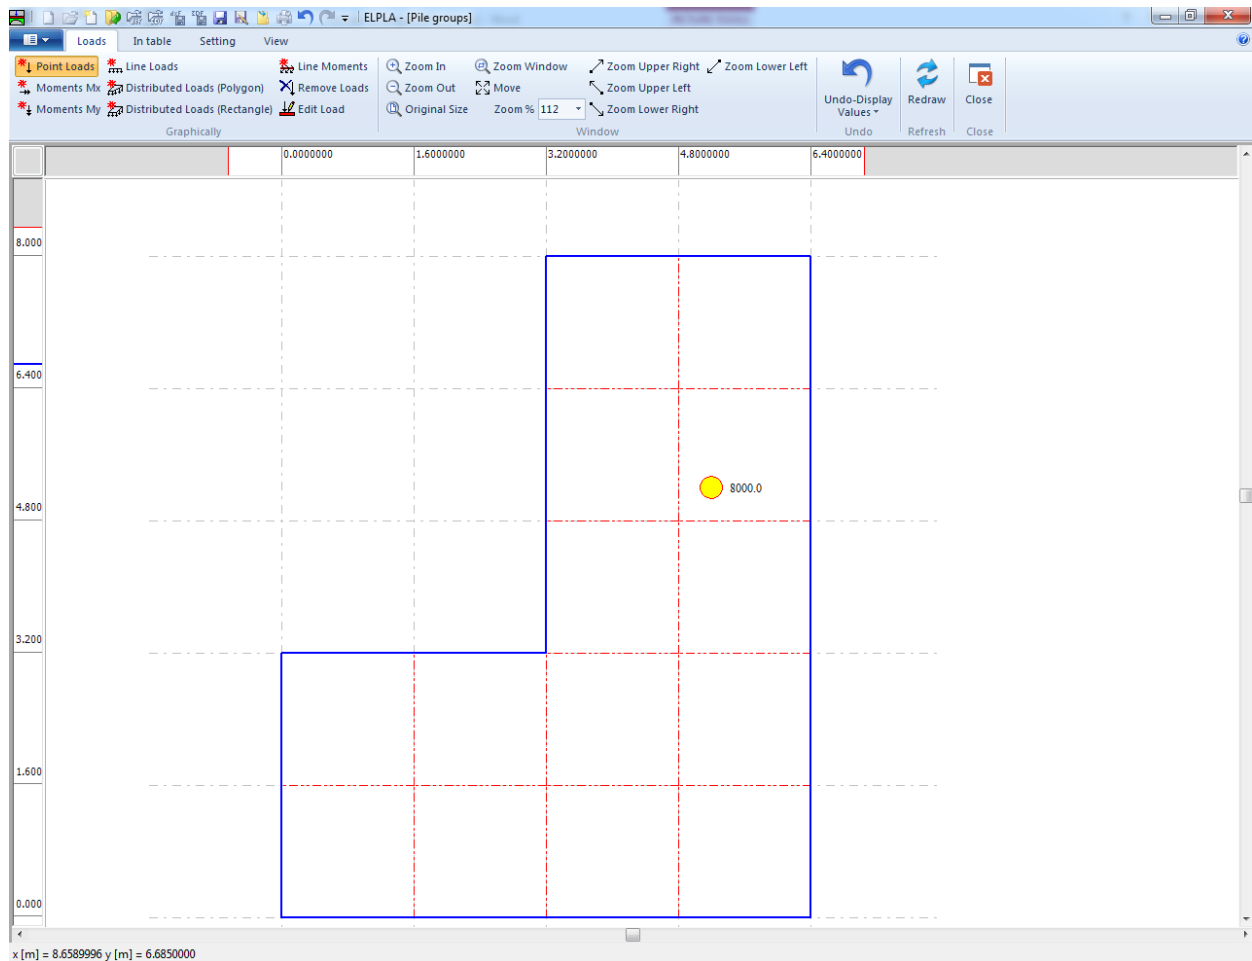 ELPLA - [Pile groups]
Loads In table Setting View
Point Loads Line Loads Line Moments Zoom In Zoom Window Zoom Upper Right Zoom Lower Left
Moments Mx Distributed Loads (Polygon) Remove Loads Zoom Out Move Zoom Upper Left
Moments My Distributed Loads (Rectangle) Edit Load Original Size Zoom % 112 Zoom Lower Right
Undo-Display Values Redraw Close
Graphically Window Undo Refresh Close
0.0000000 1.6000000 3.2000000 4.8000000 6.4000000
8.000
6.400
8000.0
4.800
3.200
1.600
0.000
x [m] = 8.6589996 y [m] = 6.6850000